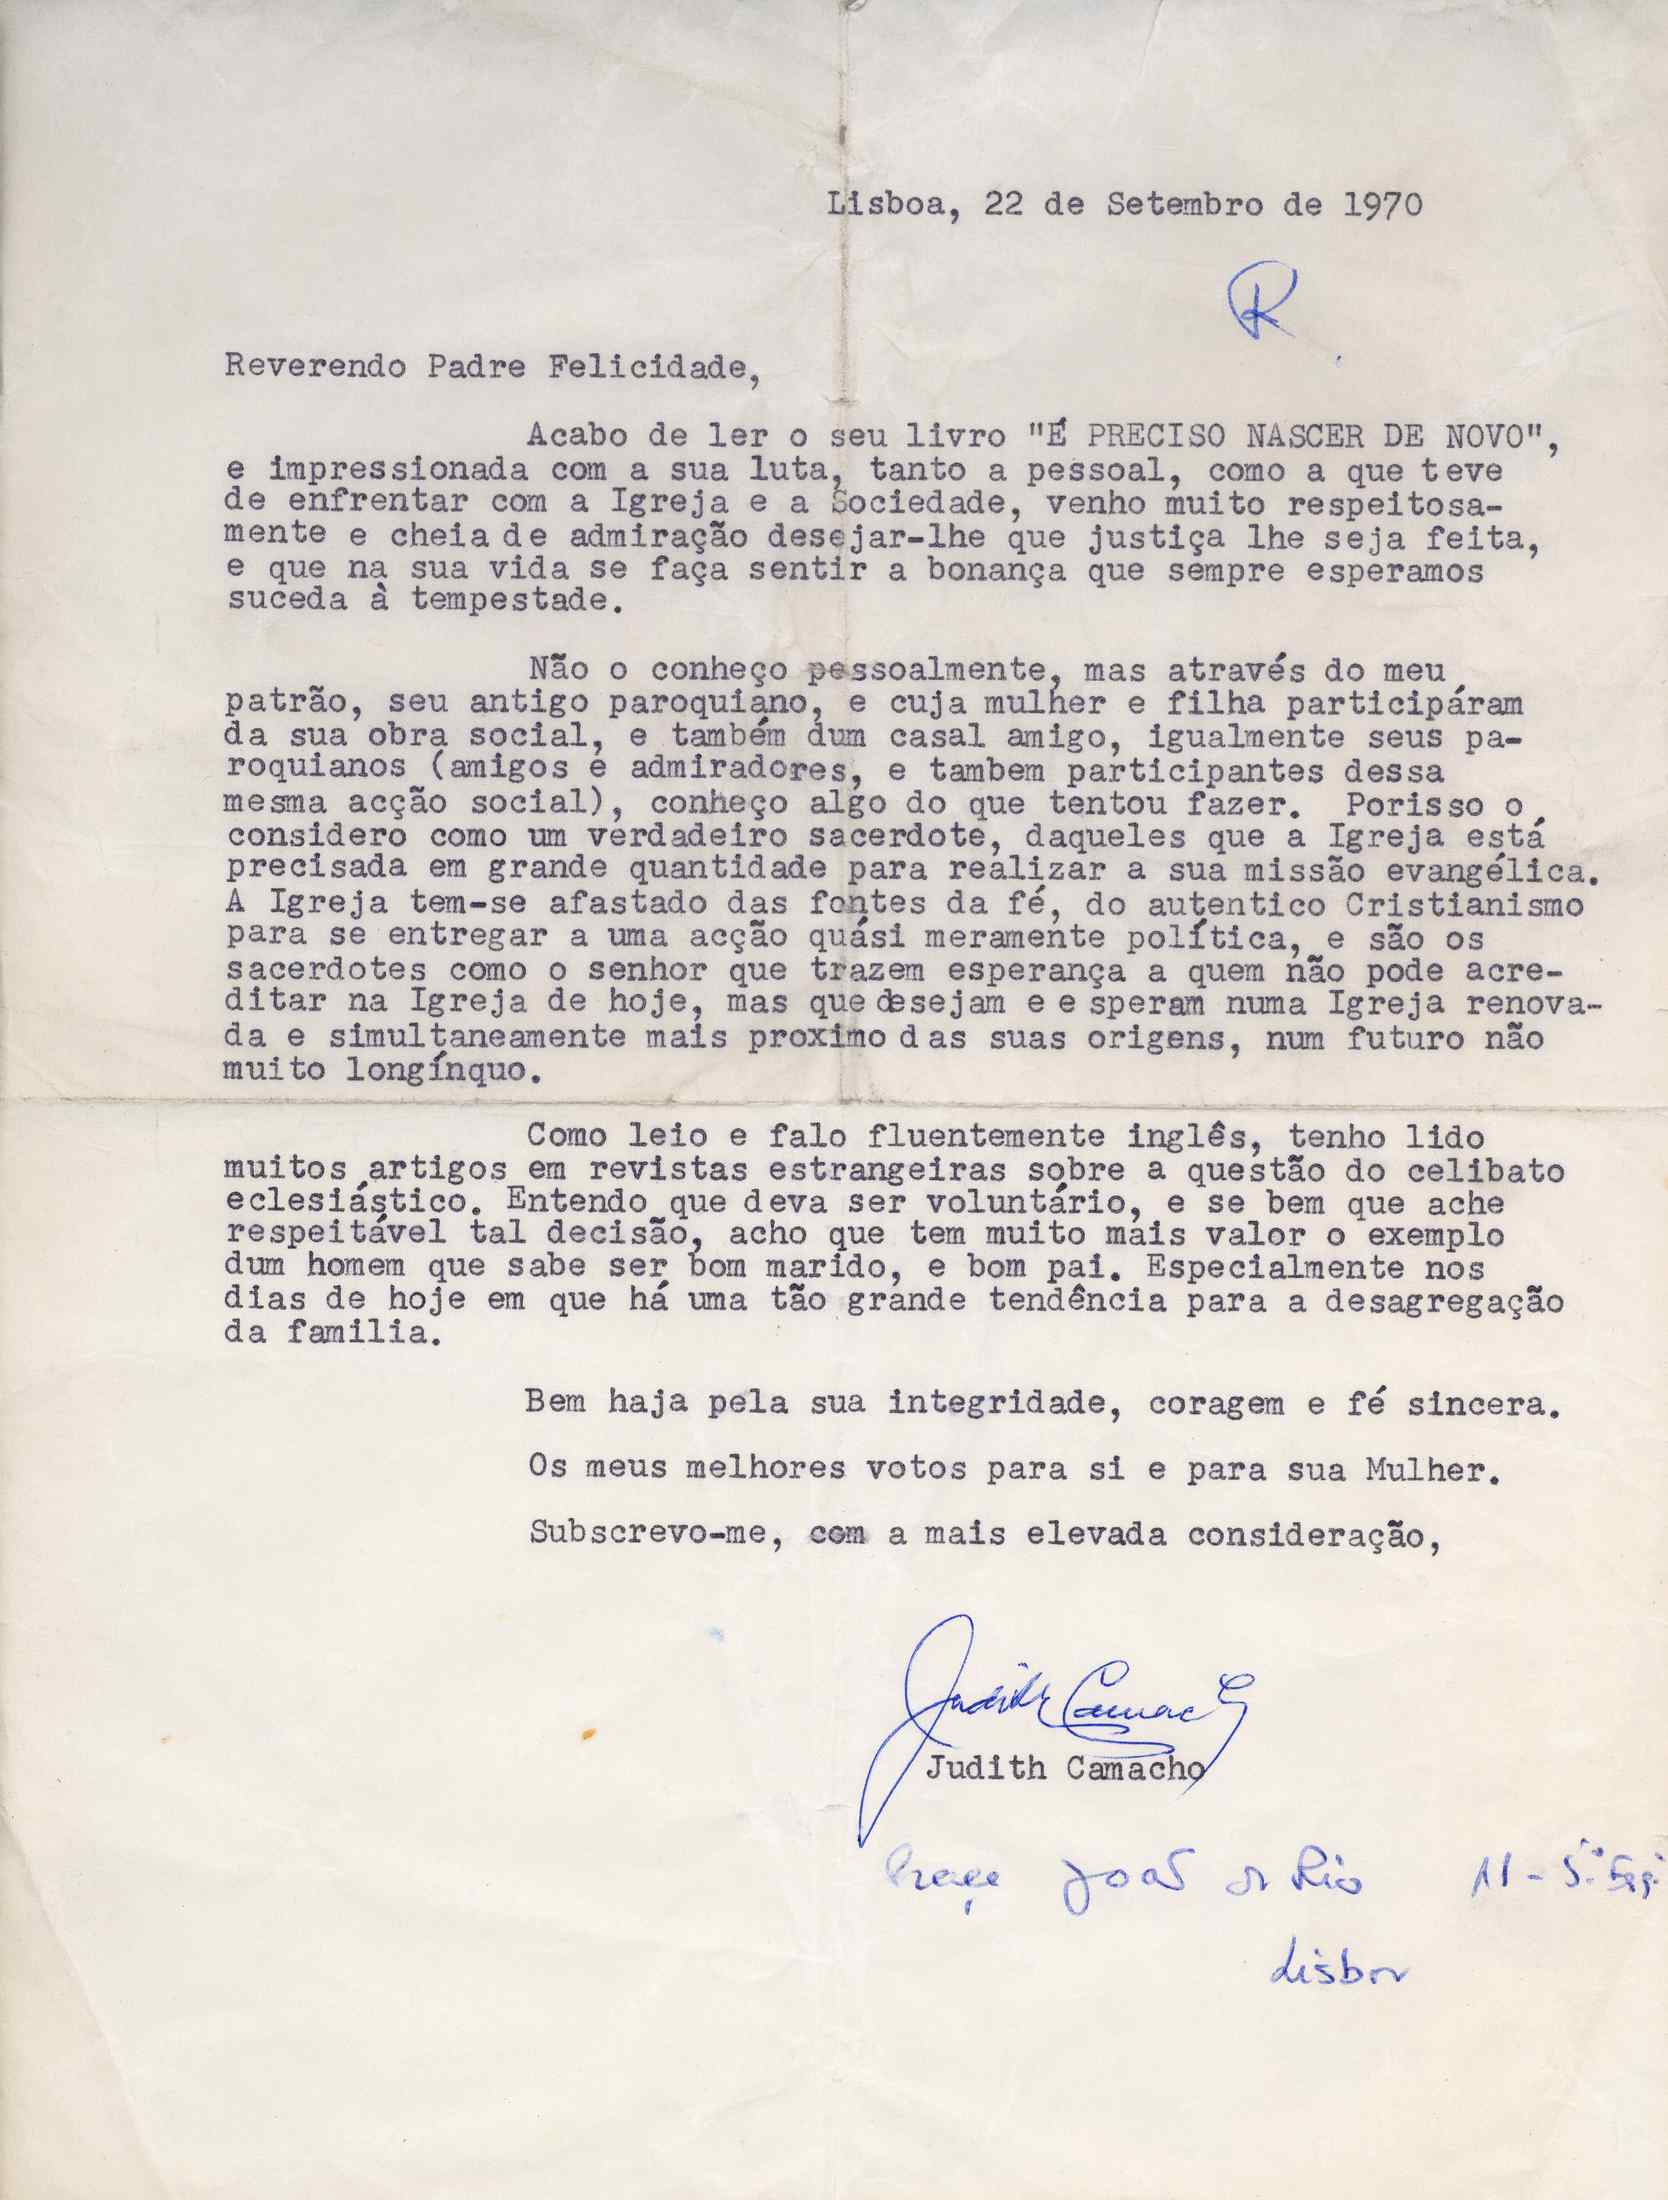 Lisboa, 22 de Setembro de 1970
R
Reverendo Padre Felicidade,
Acabo de ler o seu livro "É PRECISO NASCER DE NOVO",
e impressionada com a sua luta, tanto a pessoal, como a que teve
de enfrentar com a Igreja e a Sociedade, venho muito respeitosa-
mente e cheia de admiração desejar-lhe que justiça lhe seja feita,
e que na sua vida se faça sentir a bonança que sempre esperamos
suceda à tempestade.
Não o conheço pessoalmente, mas através do meu
patrão, seu antigo paroquiano, e cuja mulher e filha participáram
da sua obra social, e também dum casal amigo, igualmente seus pa-
roquianos (amigos e admiradores, e tambem participantes dessa
mesma acção social), conheço algo do que tentou fazer. Porisso o
considero como um verdadeiro sacerdote, daqueles que a Igreja está
precisada em grande quantidade para realizar a sua missão evangélica.
A Igreja tem-se afastado das fontes da fé, do autentico Cristianismo
para se entregar a uma acção quási meramente política, e são os
sacerdotes como o senhor que trazem esperança a quem não pode acre-
ditar na Igreja de hoje, mas que desejam e esperam numa Igreja renova-
da e simultaneamente mais proximo das suas origens, num futuro não
muito longínquo.
Como leio e falo fluentemente inglês, tenho lido
muitos artigos em revistas estrangeiras sobre a questão do celibato
eclesiástico. Entendo que deva ser voluntário, e se bem que ache
respeitável tal decisão, acho que tem muito mais valor o exemplo
dum homem que sabe ser bom marido, e bom pai. Especialmente nos
dias de hoje em que há uma tão grande tendência para a desagregação
da familia.
Bem haja pela sua integridade, coragem e fé sincera.
Os meus melhores votos para si e para sua Mulher.
Subscrevo-me, com a mais elevada consideração,
Judith Camacho
Judith Camacho
Praça João do Rio 11-5º Esq.
Lisboa